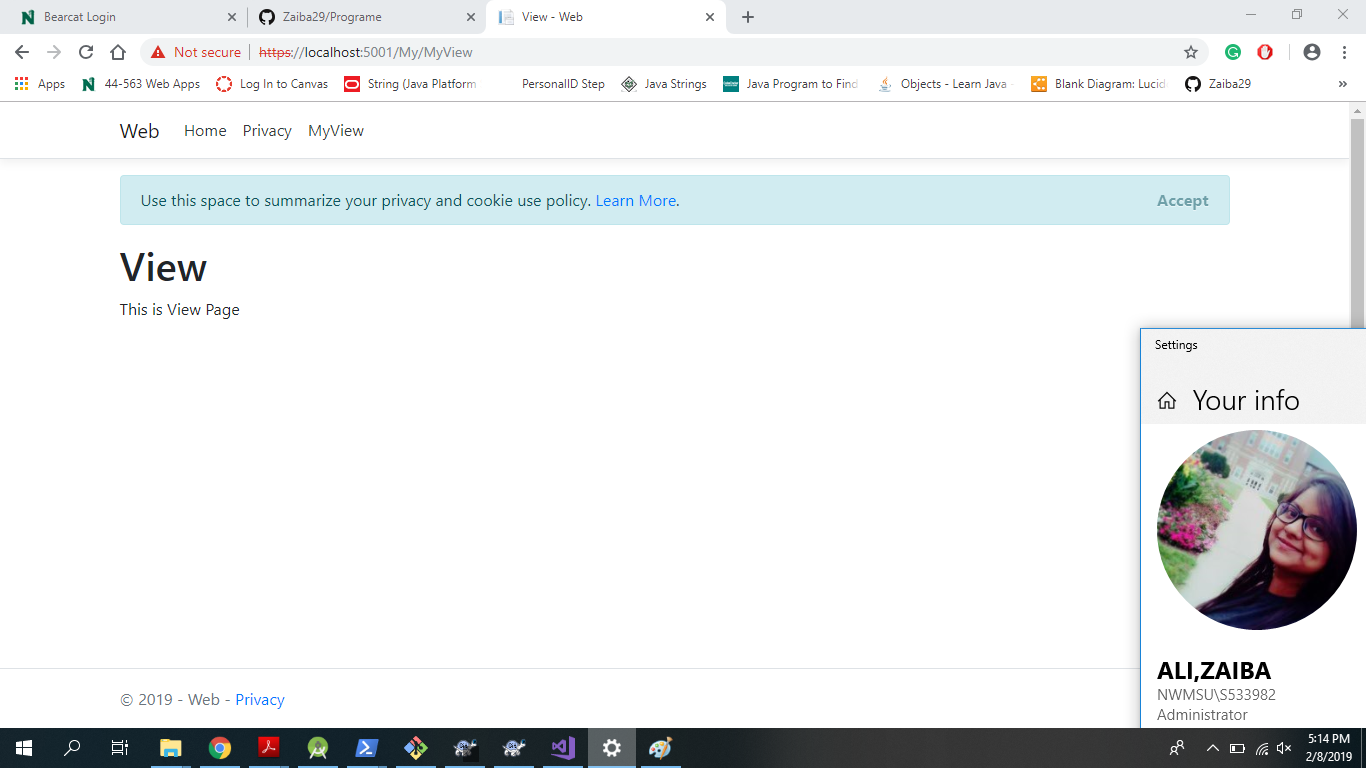 Bearcat Login
Zaiba29/Programe
View - Web
Not secure
https://localhost:5001/My/MyView
Apps
44-563 Web Apps
Log In to Canvas
String (Java Platform
PersonalID Step
Java Strings
Java Program to Find
Objects - Learn Java -
Blank Diagram: Lucid
Zaiba29
»
Web Home Privacy MyView
Use this space to summarize your privacy and cookie use policy. Learn More.
Accept
View
This is View Page
Settings
Your info
ALI,ZAIBA
NWMSU\S533982
Administrator
© 2019 - Web - Privacy
5:14 PM
2/8/2019